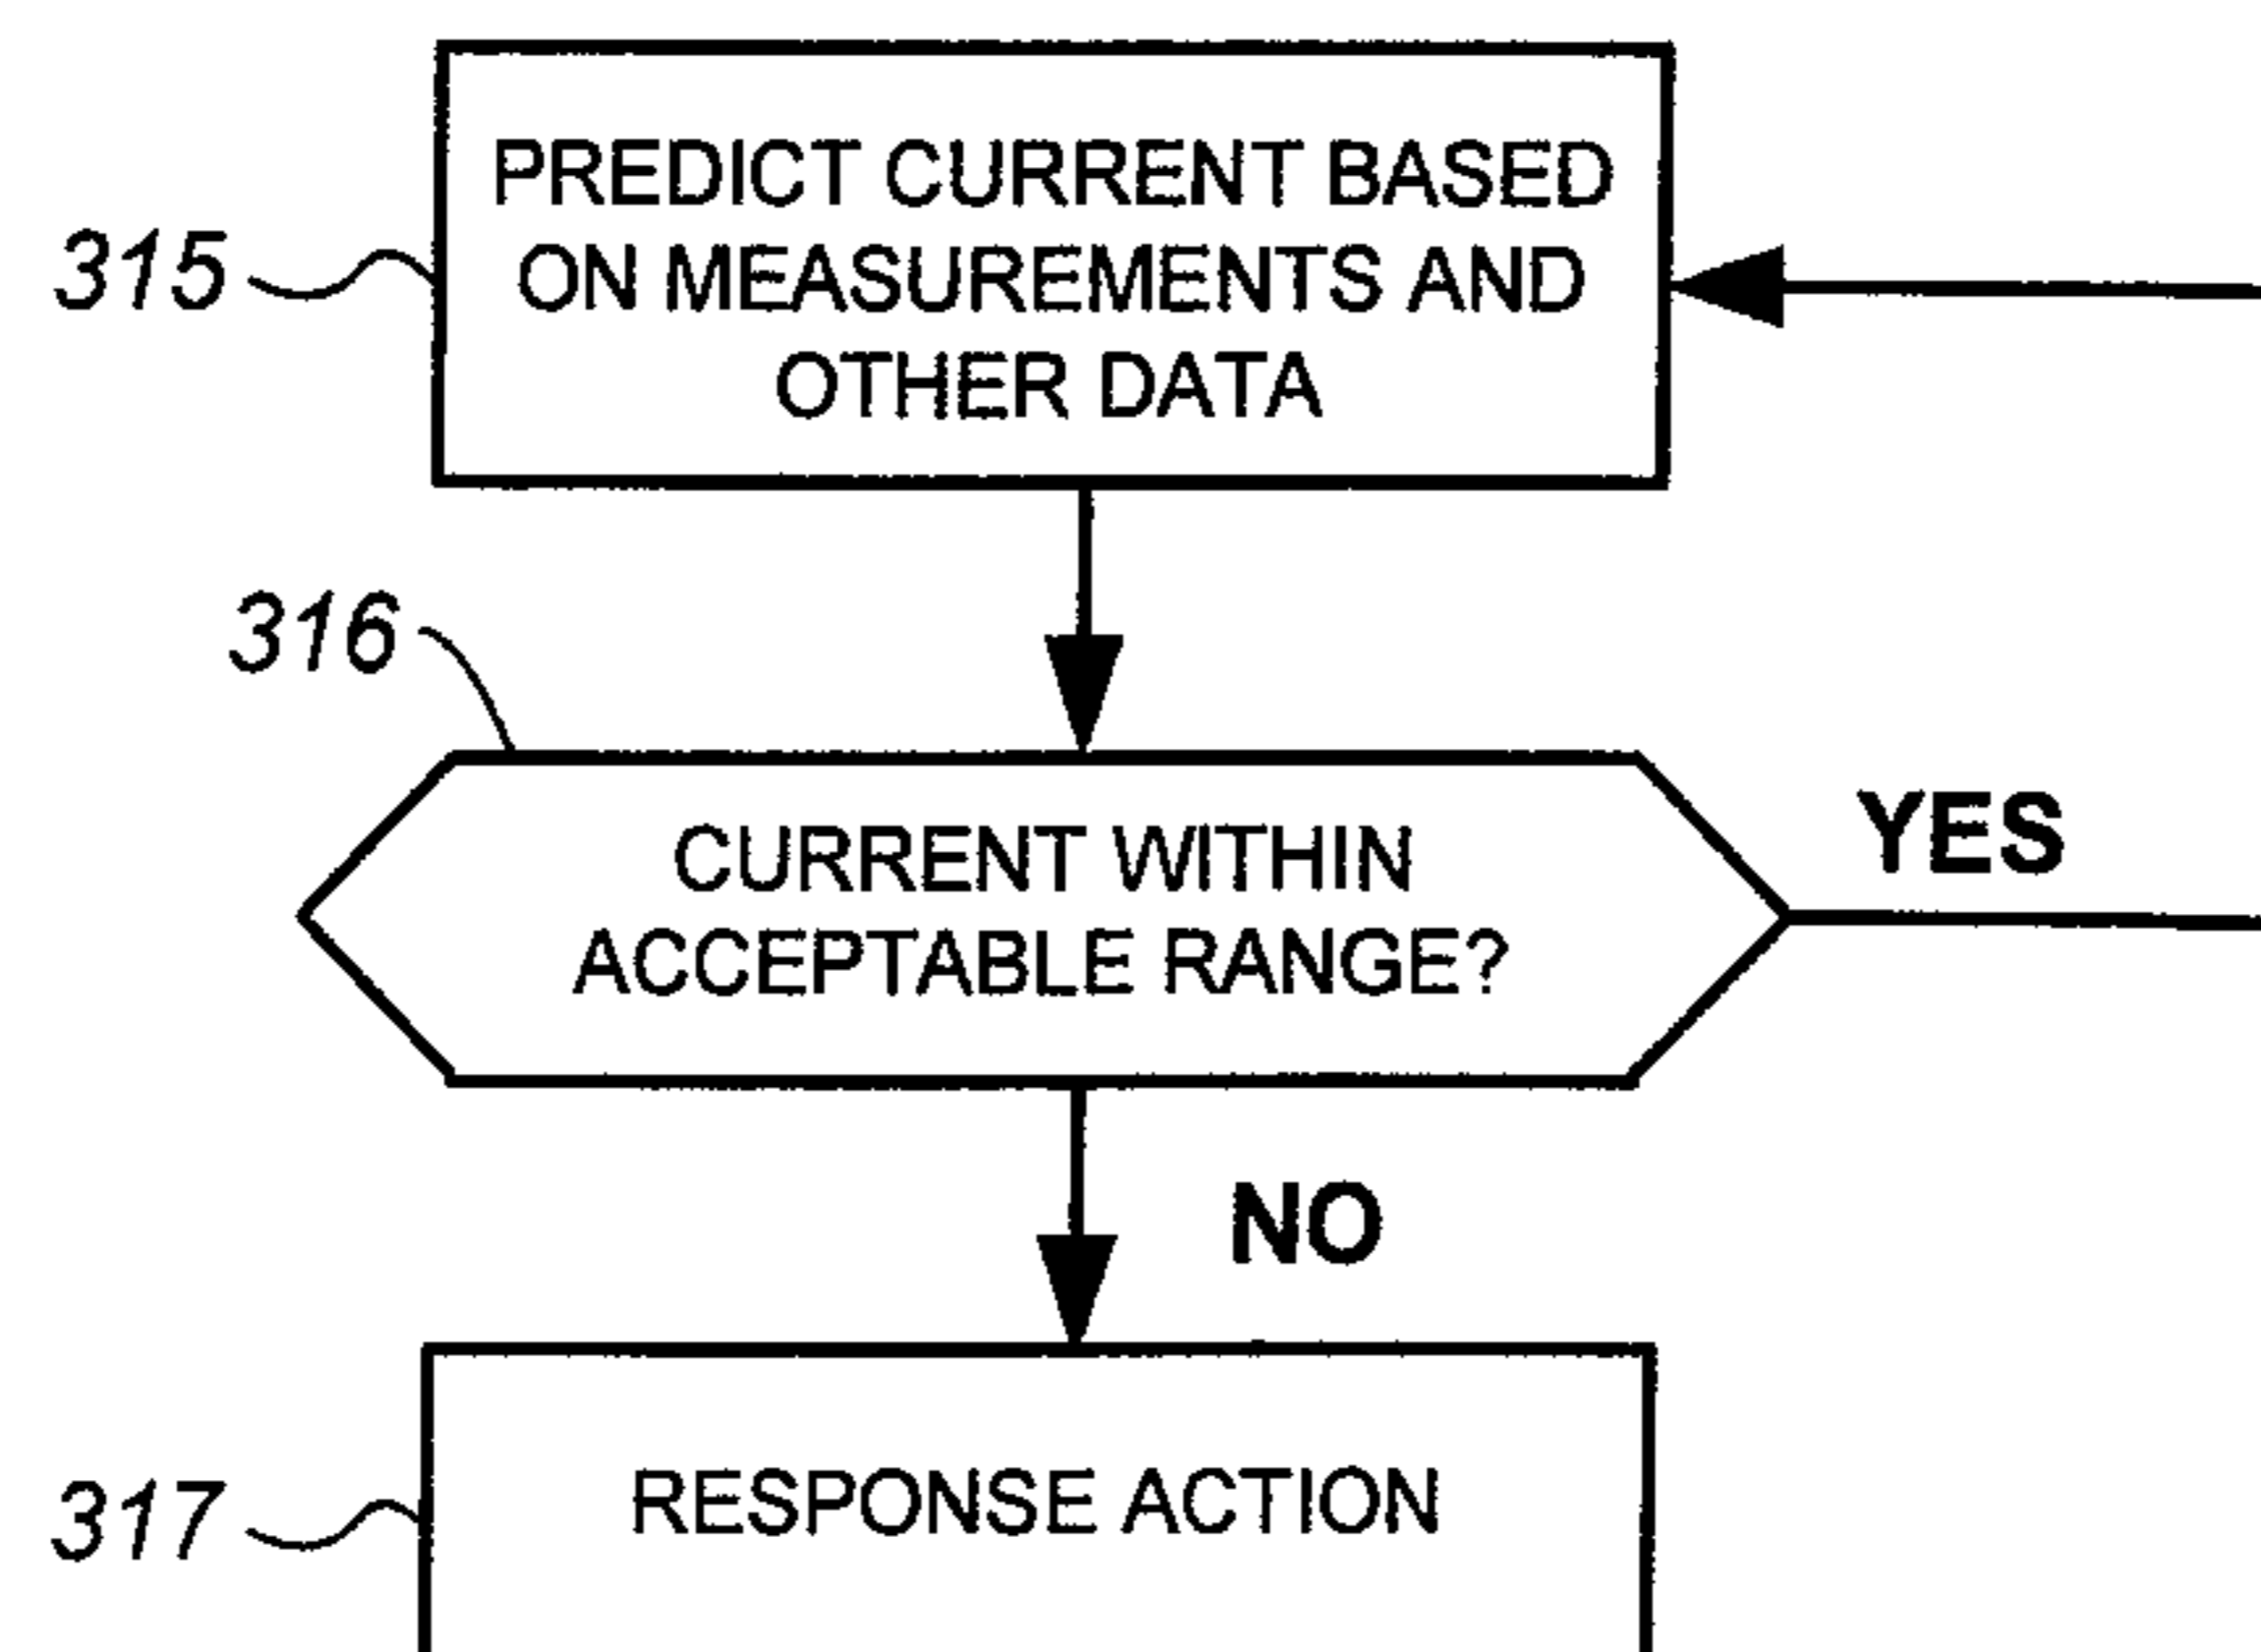 PREDICT CURRENT BASED
ON MEASUREMENTS AND
OTHER DATA
315
316
CURRENT WITHIN
ACCEPTABLE RANGE?
YES
NO
RESPONSE ACTION
317